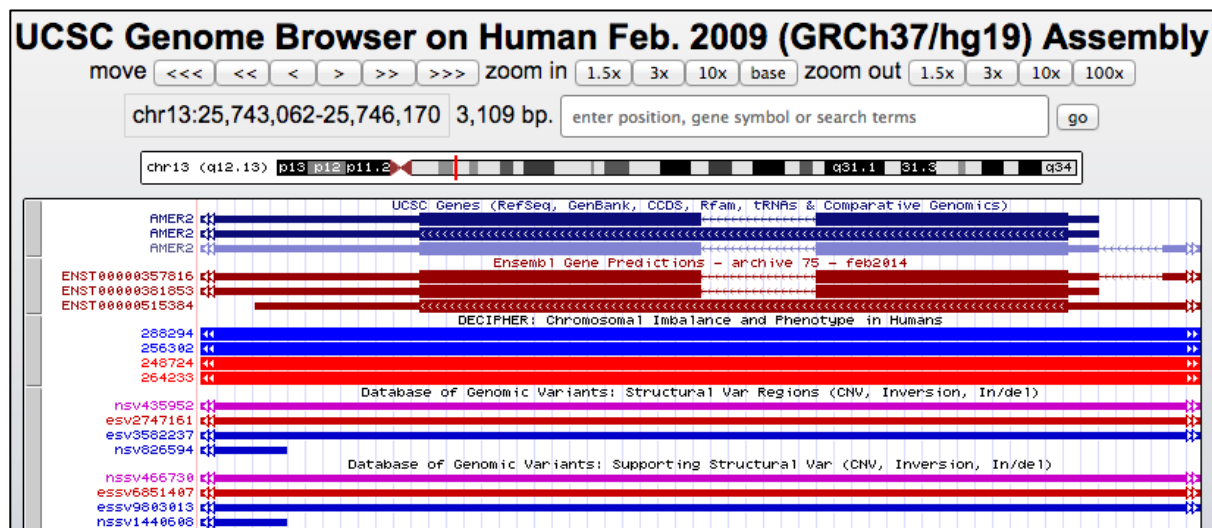 UCSC Genome Browser on Human Feb. 2009 (GRCh37/hg19) Assembly
move <<< << < > >> >>> zoom in 1.5x 3x 10x base zoom out 1.5x 3x 10x 100x
chr13:25,743,062-25,746,170 3,109 bp. enter position, gene symbol or search terms go
chr13 (q12.13) p13 p12 p11.2 q31.1 31.3 q34
UCSC Genes (RefSeq, GenBank, CCDS, Rfam, tRNAs & Comparative Genomics)
AMER2
AMER2
AMER2
Ensembl Gene Predictions - archive 75 - feb2014
ENST00000357816
ENST00000381853
ENST00000515384
DECIPHER: Chromosomal Imbalance and Phenotype in Humans
288294
256302
248724
264233
Database of Genomic Variants: Structural Var Regions (CNV, Inversion, In/del)
nsv435952
esv2747161
esv3582237
nsv826594
Database of Genomic Variants: Supporting Structural Var (CNV, Inversion, In/del)
nssv466730
essv6851407
essv9803013
nssv1440608